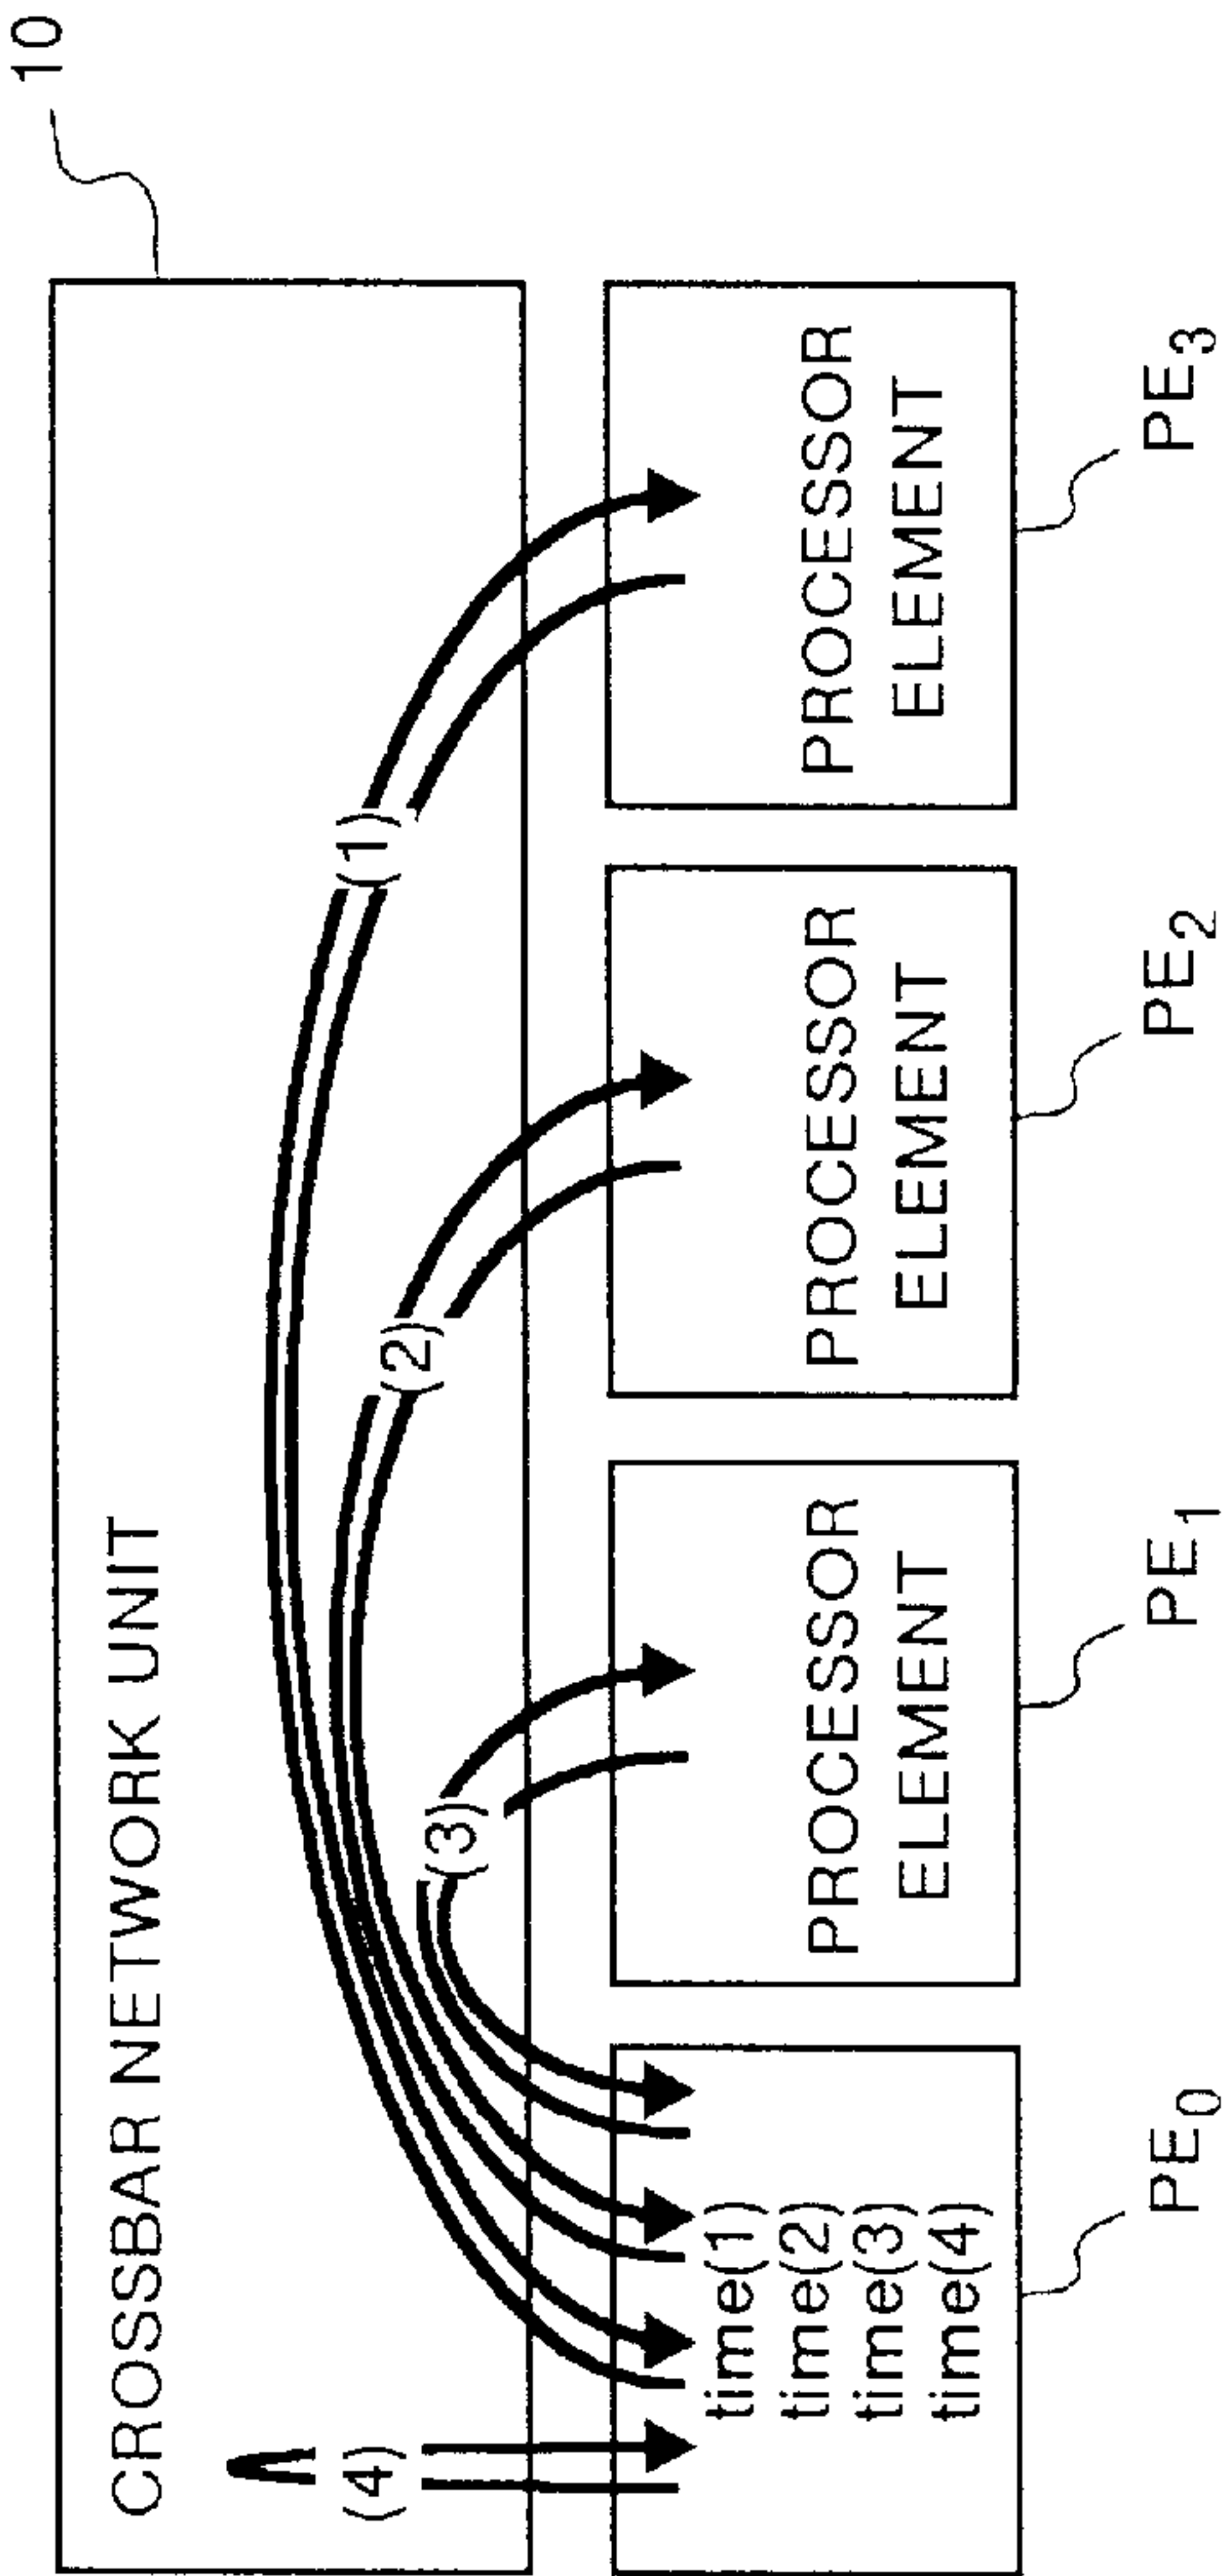 10
CROSSBAR NETWORK UNIT
(4)
(3)
(2)
(1)
time(1)
time(2)
time(3)
time(4)
PROCESSOR
ELEMENT
PROCESSOR
ELEMENT
PROCESSOR
ELEMENT
PE0
PE1
PE2
PE3